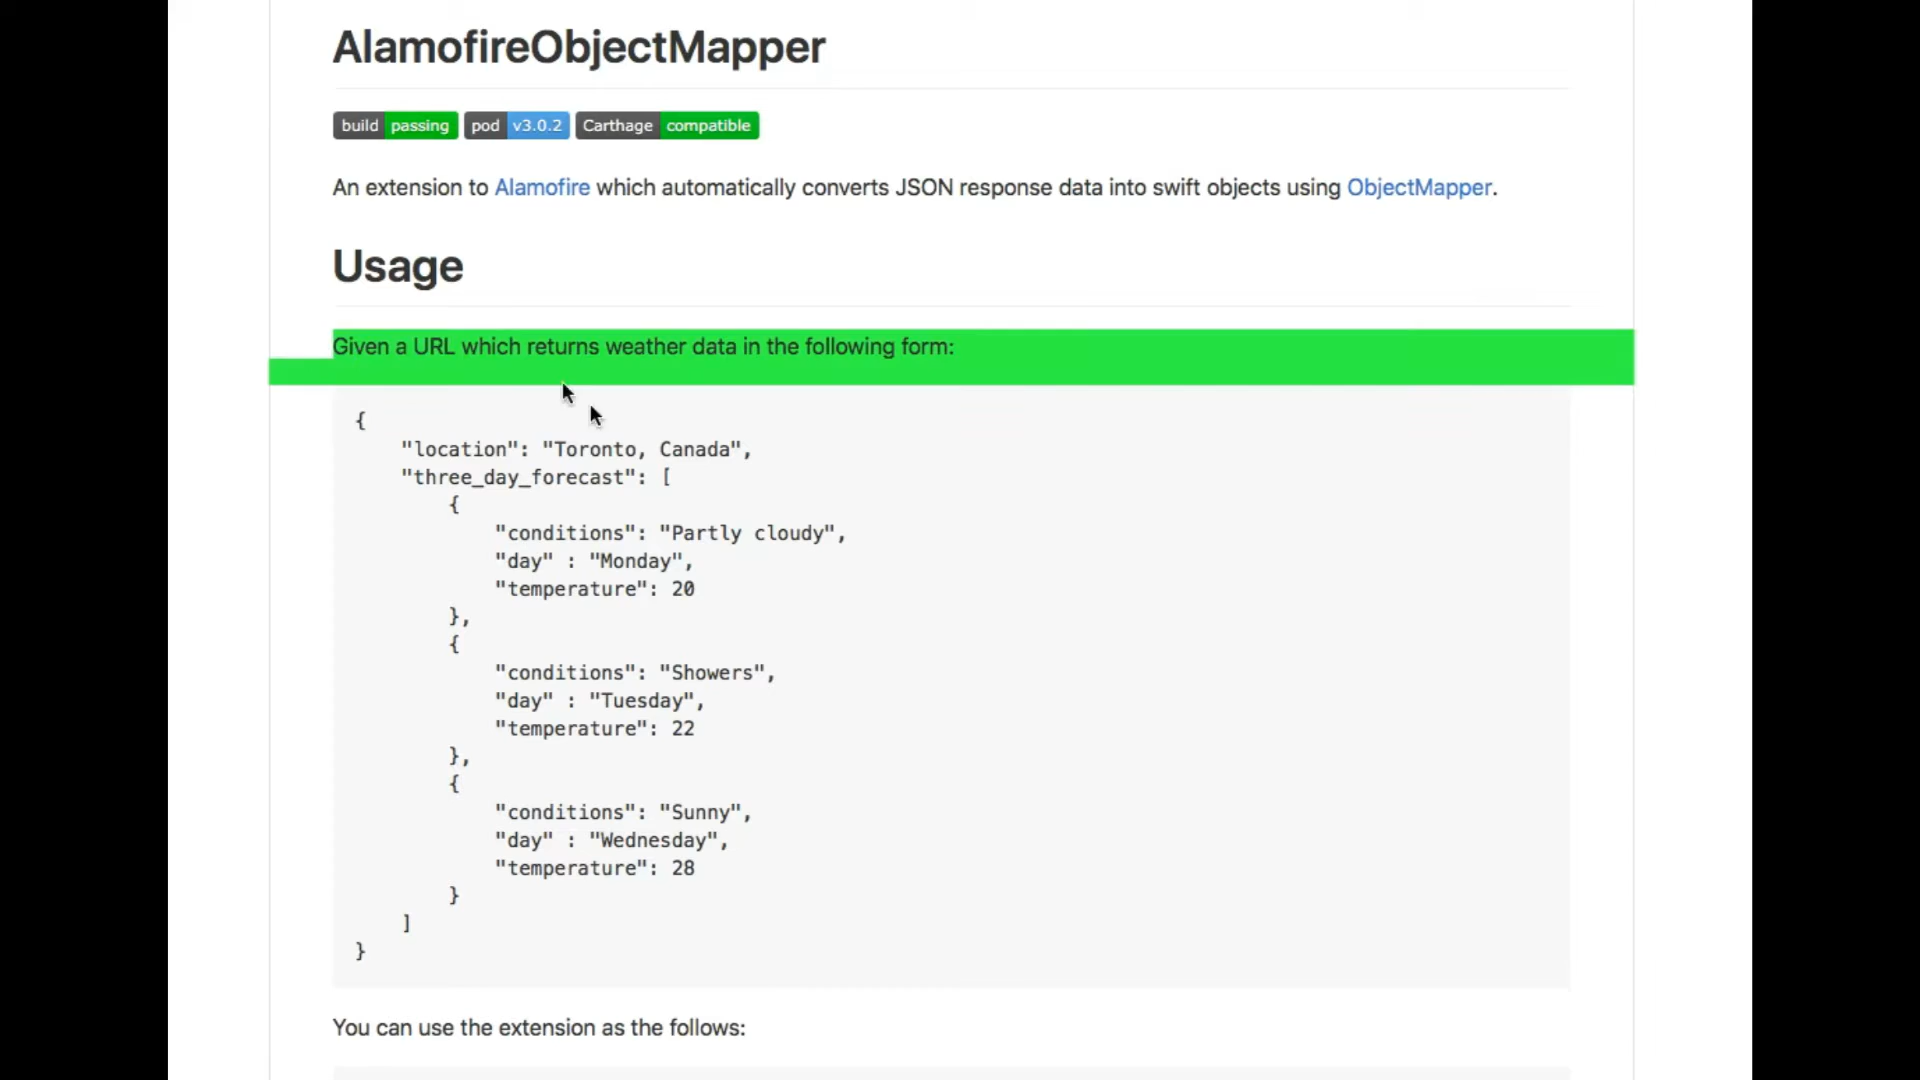 AlamofireObjectMapper
build passing pod v3.0.2 Carthage compatible
An extension to Alamofire which automatically converts JSON response data into swift objects using ObjectMapper.
Usage
Given a URL which returns weather data in the following form:
{
    "location": "Toronto, Canada",
    "three_day_forecast": [
        {
            "conditions": "Partly cloudy",
            "day" : "Monday",
            "temperature": 20
        },
        {
            "conditions": "Showers",
            "day" : "Tuesday",
            "temperature": 22
        },
        {
            "conditions": "Sunny",
            "day" : "Wednesday",
            "temperature": 28
        }
    ]
}
You can use the extension as the follows: